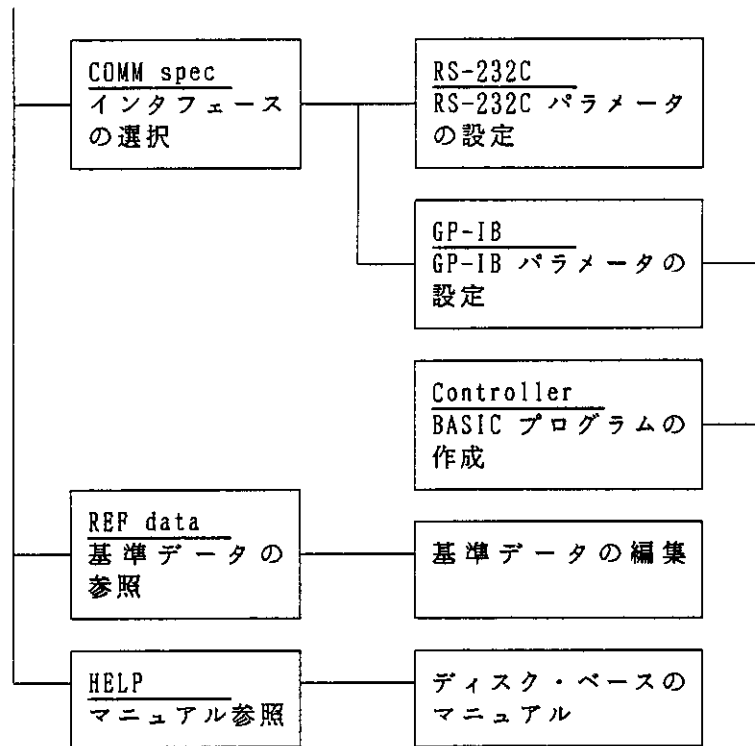 COMM spec
インタフェース
の選択
RS-232C
RS-232C パラメータ
の設定
GP-IB
GP-IB パラメータの
設定
Controller
BASIC プログラムの
作成
REF data
基準データの
参照
基準データの編集
HELP
マニュアル参照
ディスク・ベースの
マニュアル